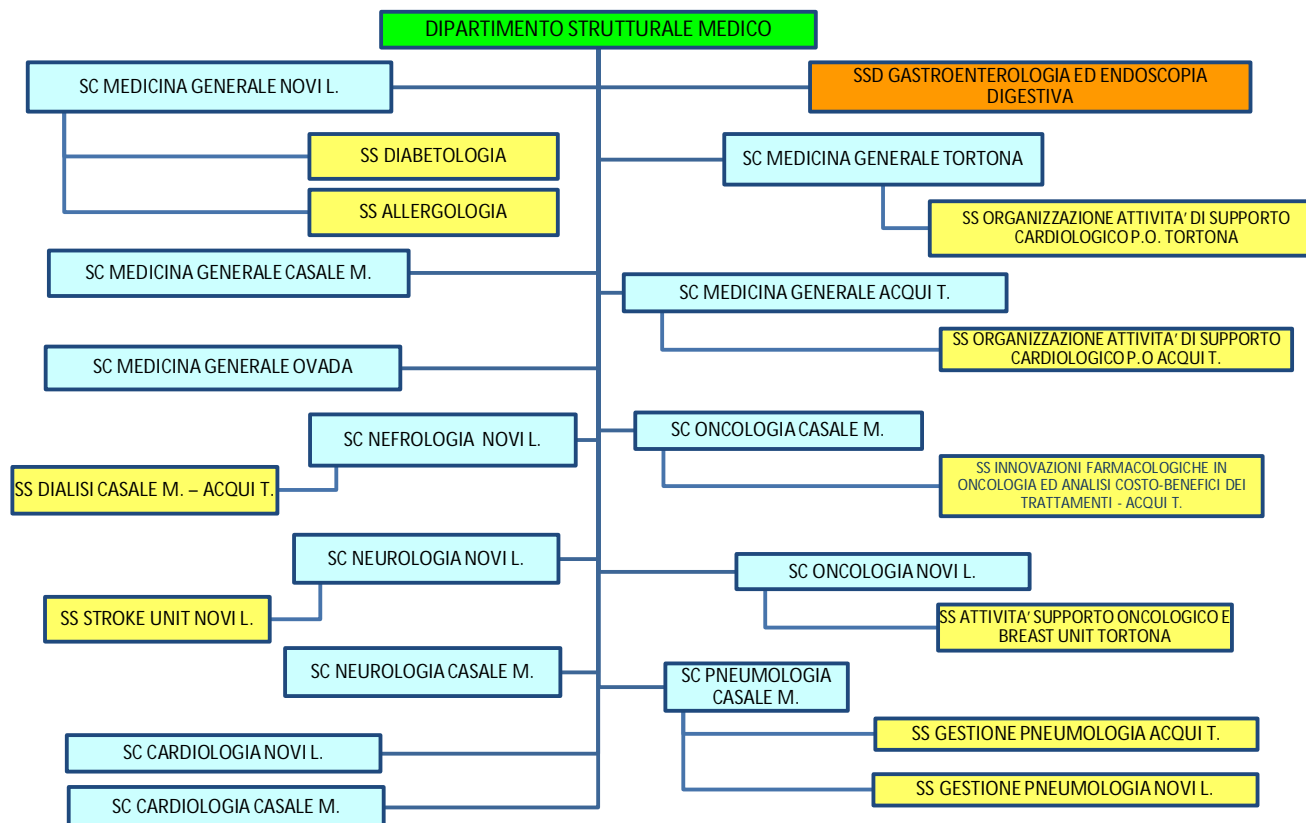 DIPARTIMENTO STRUTTURALE MEDICO
SC MEDICINA GENERALE NOVI L.
SSD GASTROENTEROLOGIA ED ENDOSCOPIA
DIGESTIVA
SS DIABETOLOGIA
SC MEDICINA GENERALE TORTONA
SS ALLERGOLOGIA
SS ORGANIZZAZIONE ATTIVITA' DI SUPPORTO
CARDIOLOGICO P.O. TORTONA
SC MEDICINA GENERALE CASALE M.
SC MEDICINA GENERALE ACQUI T.
SS ORGANIZZAZIONE ATTIVITA' DI SUPPORTO
CARDIOLOGICO P.O ACQUI T.
SC MEDICINA GENERALE OVADA
SC NEFROLOGIA NOVI L.
SC ONCOLOGIA CASALE M.
SS DIALISI CASALE M. – ACQUI T.
SS INNOVAZIONI FARMACOLOGICHE IN
ONCOLOGIA ED ANALISI COSTO-BENEFICI DEI
TRATTAMENTI - ACQUI T.
SC NEUROLOGIA NOVI L.
SC ONCOLOGIA NOVI L.
SS STROKE UNIT NOVI L.
SS ATTIVITA' SUPPORTO ONCOLOGICO E
BREAST UNIT TORTONA
SC NEUROLOGIA CASALE M.
SC PNEUMOLOGIA
CASALE M.
SS GESTIONE PNEUMOLOGIA ACQUI T.
SC CARDIOLOGIA NOVI L.
SS GESTIONE PNEUMOLOGIA NOVI L.
SC CARDIOLOGIA CASALE M.